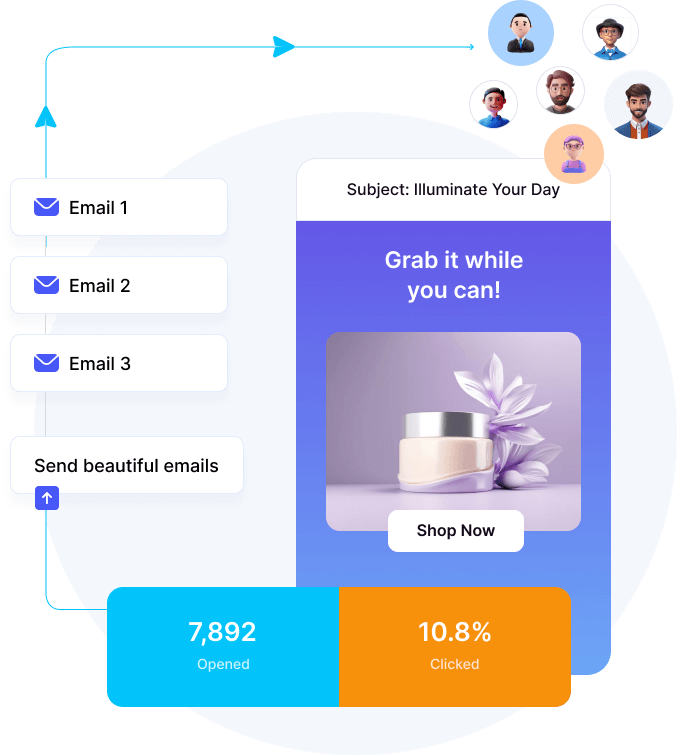 Subject: Illuminate Your Day
Email 1
Email 2
Email 3
Send beautiful emails
Grab it while
you can!
Shop Now
7,892
Opened
10.8%
Clicked